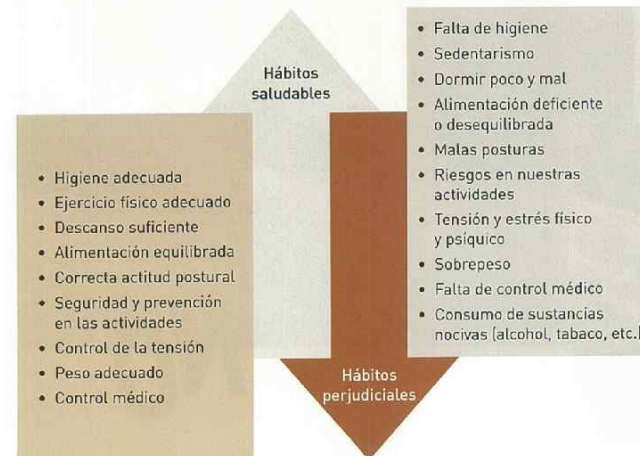 Hábitos
saludables
• Higiene adecuada
• Ejercicio físico adecuado
• Descanso suficiente
• Alimentación equilibrada
• Correcta actitud postural
• Seguridad y prevención
en las actividades
• Control de la tensión
• Peso adecuado
• Control médico
• Falta de higiene
• Sedentarismo
• Dormir poco y mal
• Alimentación deficiente
o desequilibrada
• Malas posturas
• Riesgos en nuestras
actividades
• Tensión y estrés físico
y psíquico
• Sobrepeso
• Falta de control médico
• Consumo de sustancias
nocivas (alcohol, tabaco, etc.)
Hábitos
perjudiciales